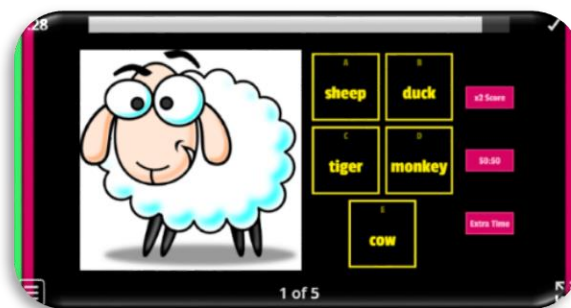 :28
A
sheep
B
duck
x2 Score
C
tiger
D
monkey
50:50
E
cow
Extra Time
1 of 5